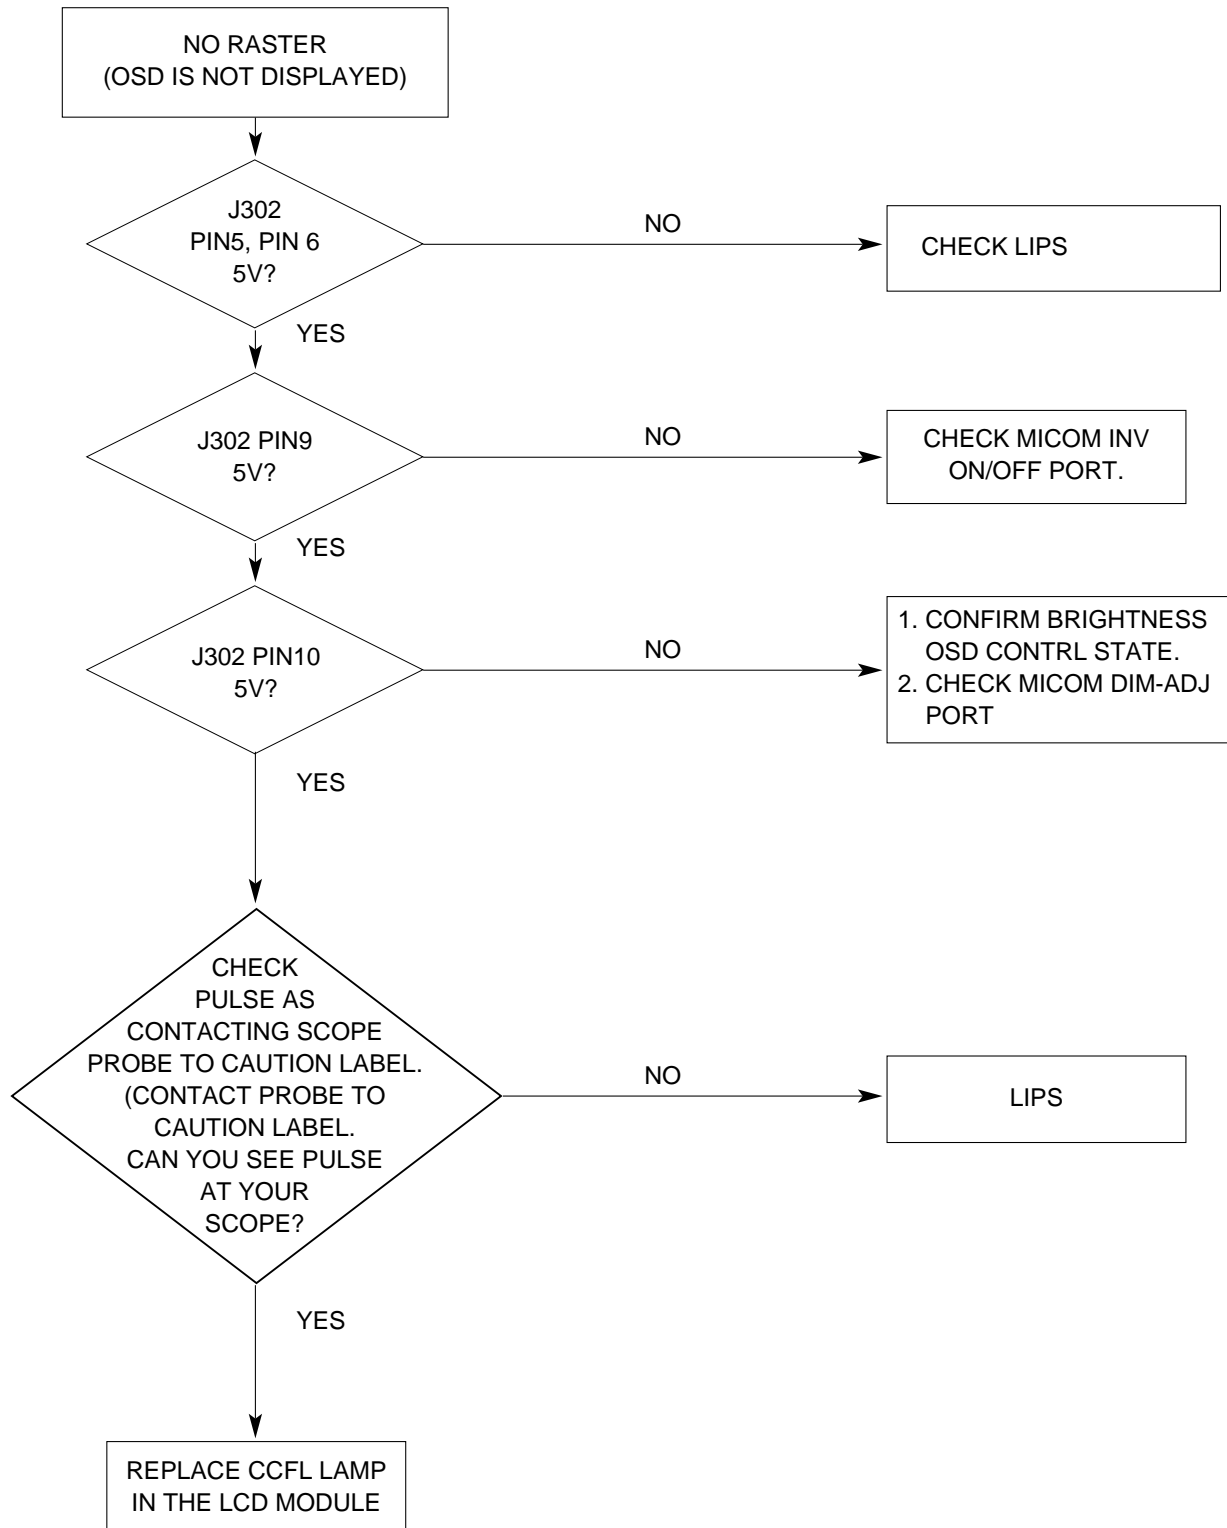 NO RASTER
(OSD IS NOT DISPLAYED)
J302
PIN5, PIN 6
5V?
NO
CHECK LIPS
YES
J302 PIN9
5V?
NO
CHECK MICOM INV
ON/OFF PORT.
YES
J302 PIN10
5V?
NO
1. CONFIRM BRIGHTNESS
OSD CONTRL STATE.
2. CHECK MICOM DIM-ADJ
PORT
YES
CHECK
PULSE AS
CONTACTING SCOPE
PROBE TO CAUTION LABEL.
(CONTACT PROBE TO
CAUTION LABEL.
CAN YOU SEE PULSE
AT YOUR
SCOPE?
NO
LIPS
YES
REPLACE CCFL LAMP
IN THE LCD MODULE